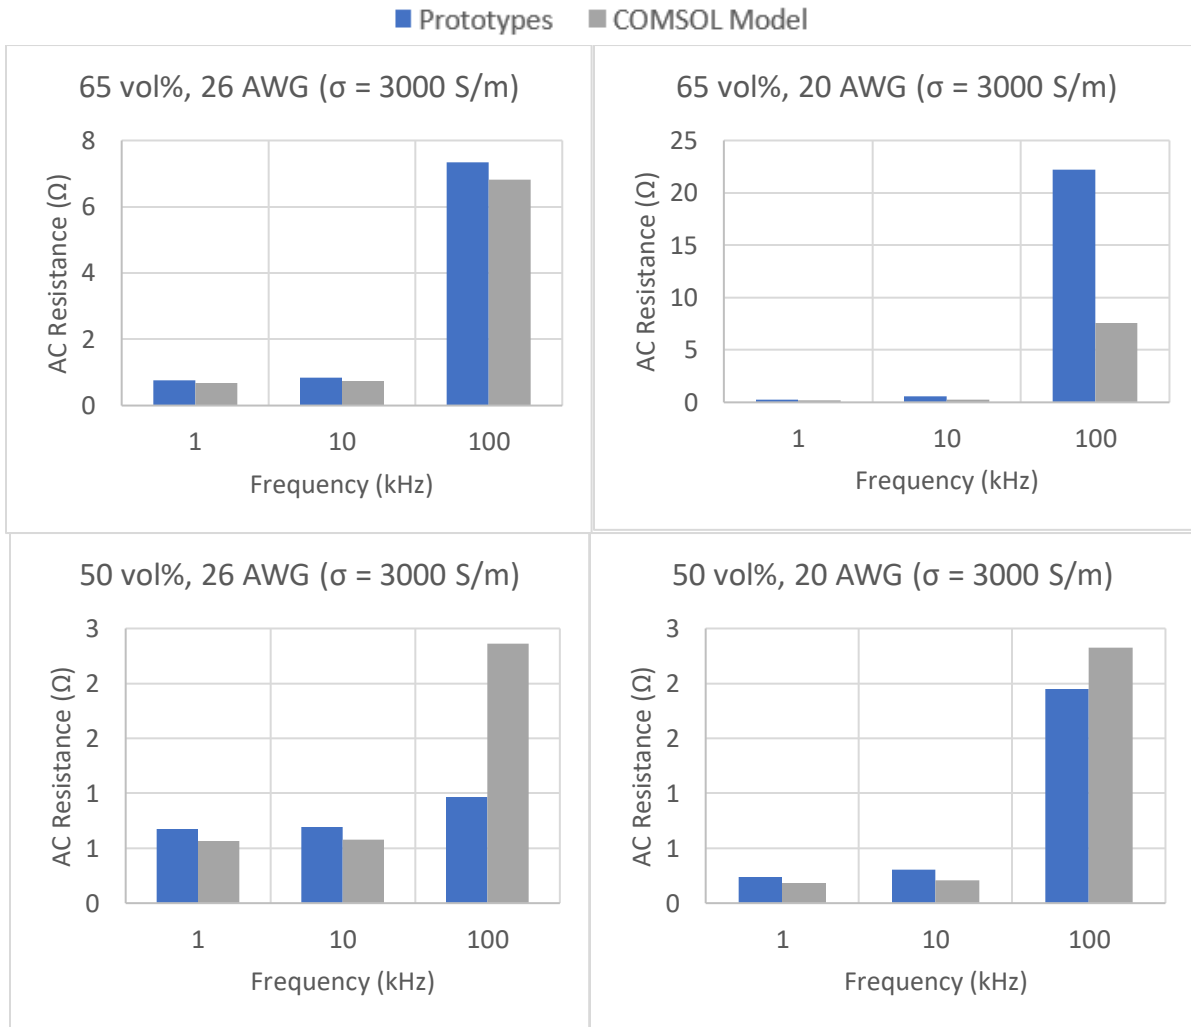 Prototypes COMSOL Model
65 vol%, 26 AWG (σ = 3000 S/m)
8
6
4
2
0
AC Resistance (Ω)
1 10 100
Frequency (kHz)
65 vol%, 20 AWG (σ = 3000 S/m)
25
20
15
10
5
0
AC Resistance (Ω)
1 10 100
Frequency (kHz)
50 vol%, 26 AWG (σ = 3000 S/m)
3
2
2
1
1
0
AC Resistance (Ω)
1 10 100
Frequency (kHz)
50 vol%, 20 AWG (σ = 3000 S/m)
3
2
2
1
1
0
AC Resistance (Ω)
1 10 100
Frequency (kHz)